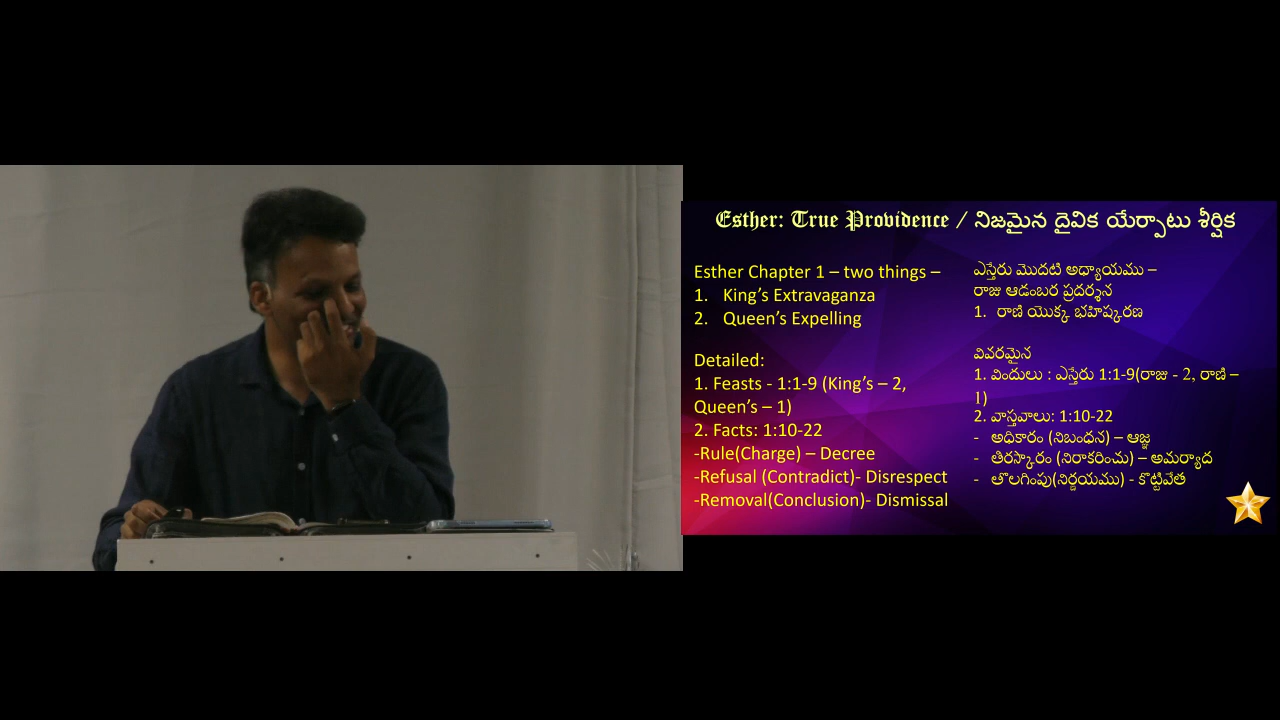 Esther: True Providence / నిజమైన దైవిక యేర్పాటు శీర్షిక
Esther Chapter 1 – two things –
1. King’s Extravaganza
2. Queen’s Expelling
Detailed:
1. Feasts - 1:1-9 (King’s – 2,
Queen’s – 1)
2. Facts: 1:10-22
-Rule(Charge) – Decree
-Refusal (Contradict)- Disrespect
-Removal(Conclusion)- Dismissal
ఎస్తేరు మొదటి అధ్యాయము –
రాజు ఆడంబర ప్రదర్శన
1. రాణి యొక్క భహిష్కరణ
వివరమైన
1. విందులు : ఎస్తేరు 1:1-9(రాజు - 2, రాణి –
1)
2. వాస్తవాలు: 1:10-22
- అధికారం (నిబంధన) – ఆజ్ఞ
- తిరస్కారం (నిరాకరించు) – అమర్యాద
- తొలగింపు(నిర్ణయము) - కొట్టివేత